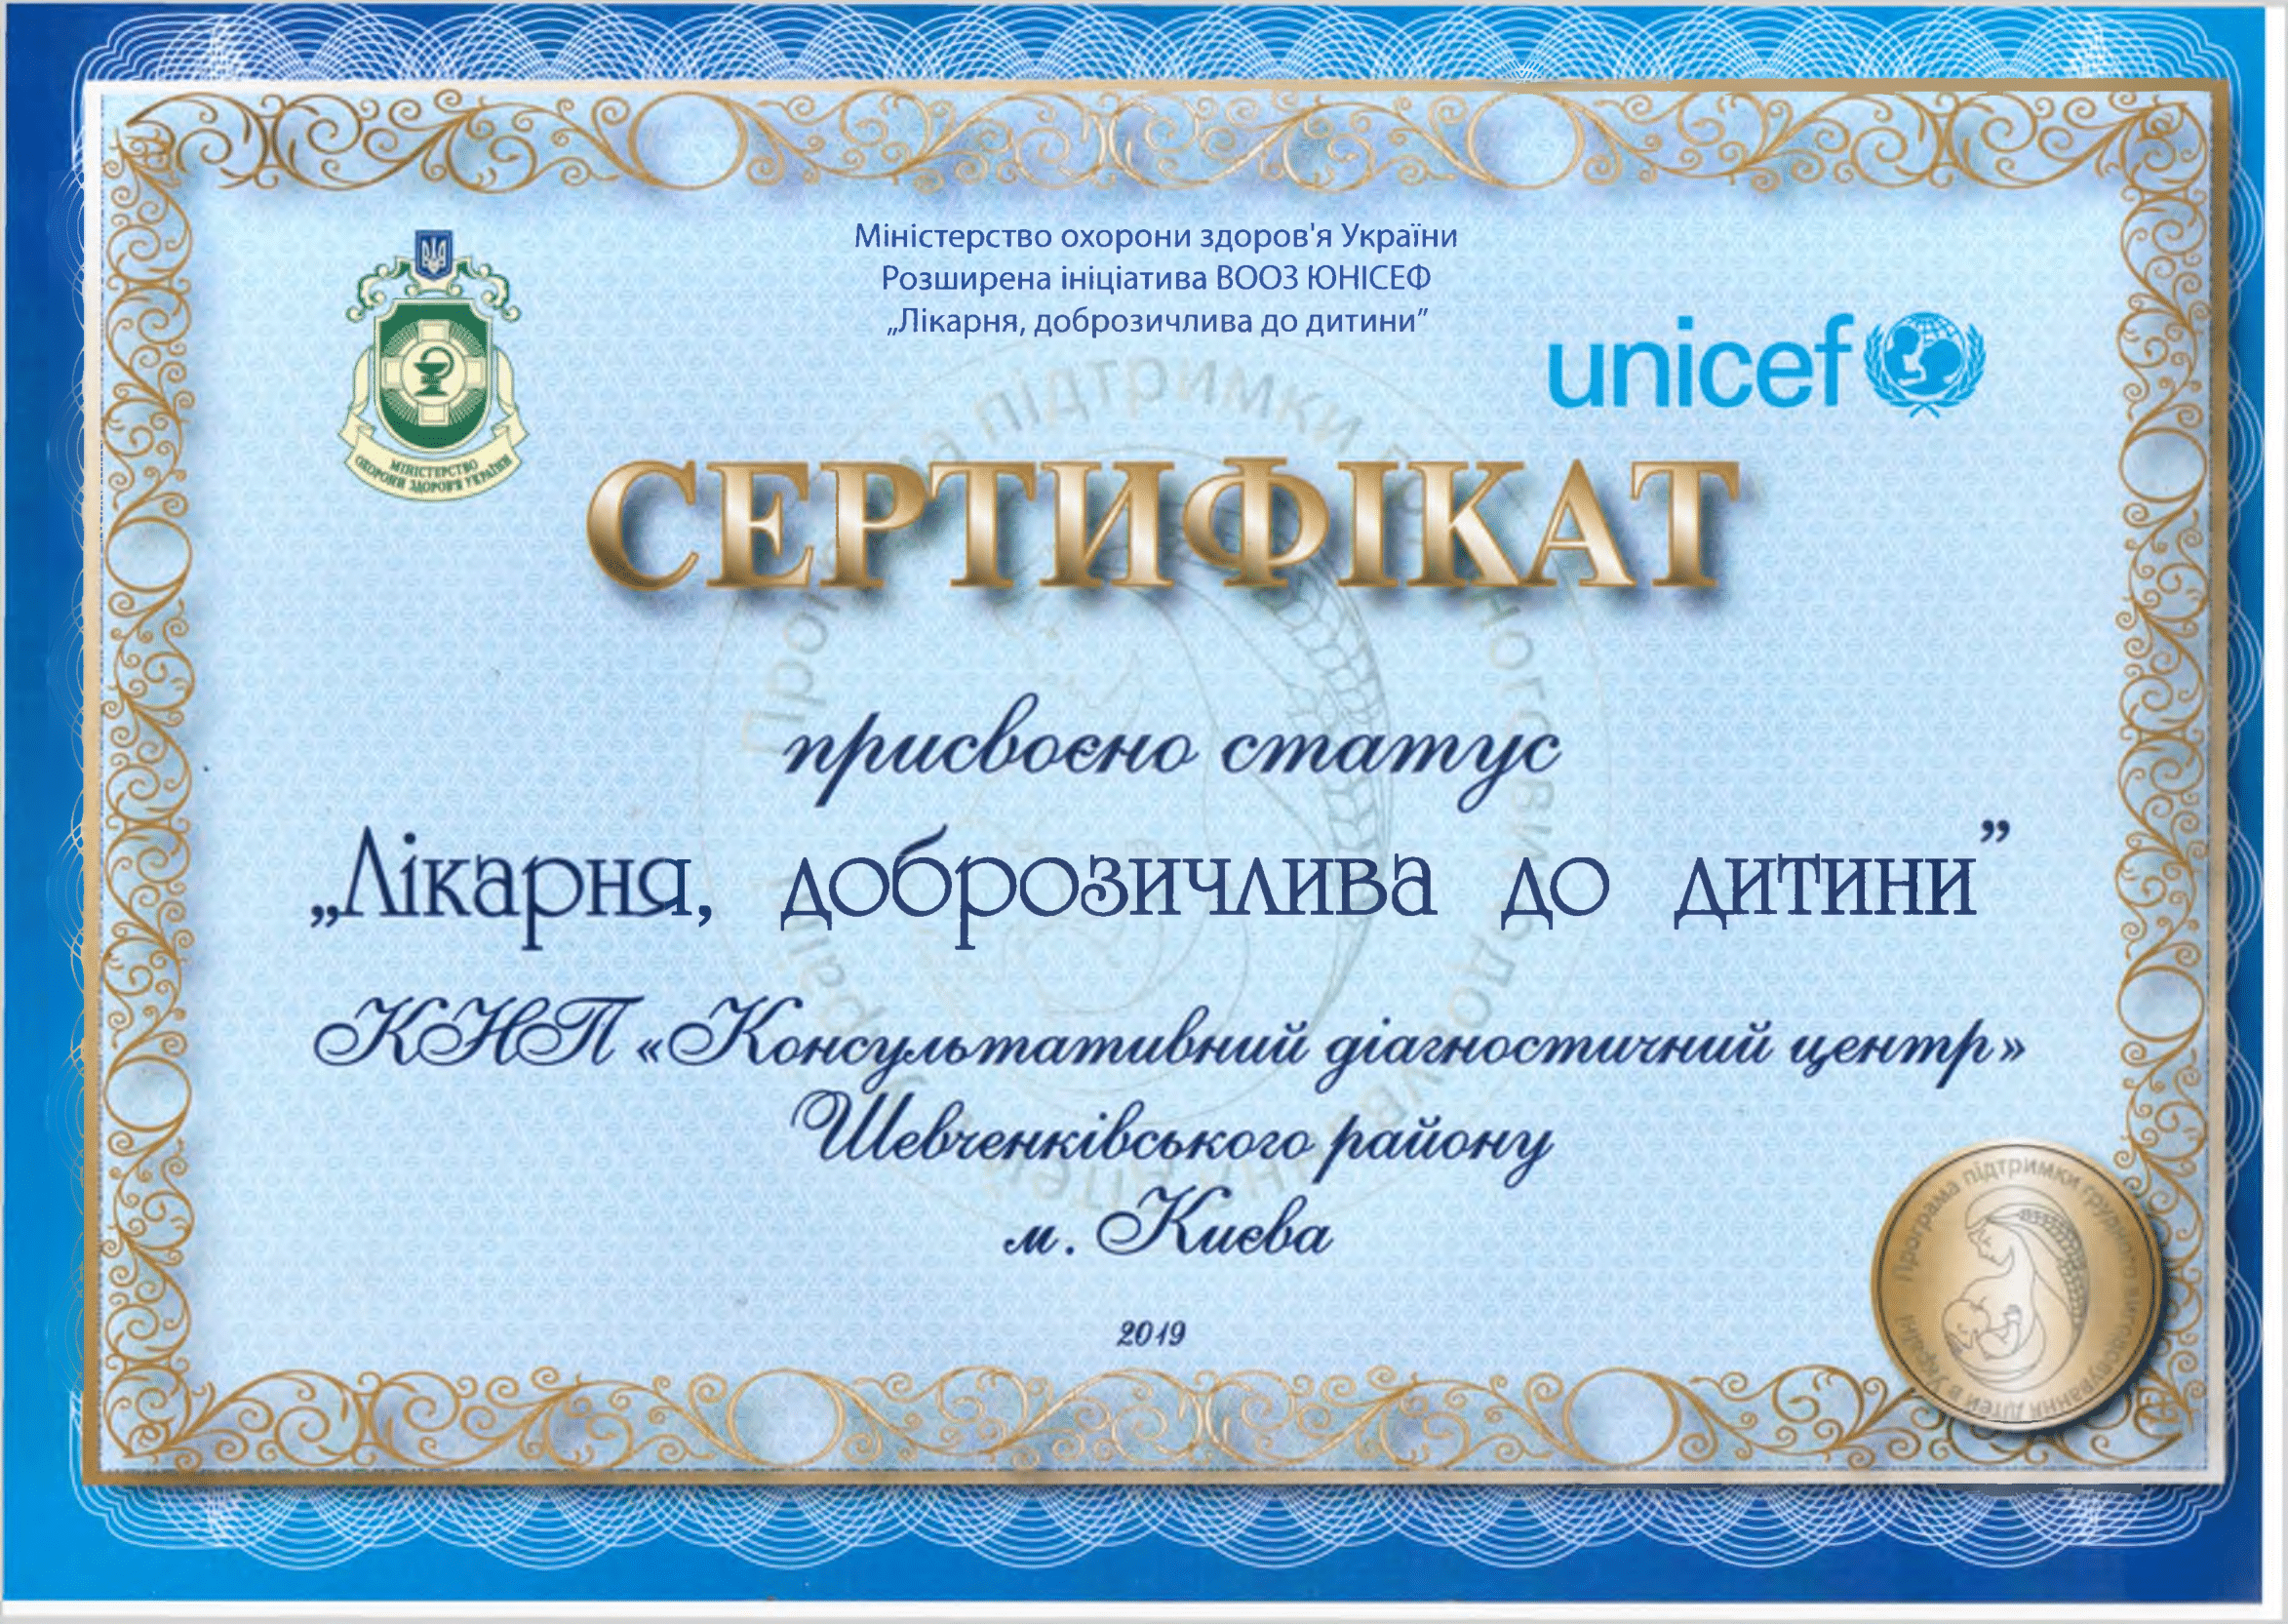 Міністерство охорони здоров'я України
Розширена ініціатива ВООЗ ЮНІСЕФ
„Лікарня, доброзичлива до дитини”
МІНІСТЕРСТВО
ОХОРОНИ ЗДОРОВ'Я УКРАЇНИ
unicef
СЕРТИФІКАТ
присвоєно статус
„Лікарня, доброзичлива до дитини”
КНП «Консультативний діагностичний центр»
Шевченківського району
м. Києва
2019
Програма підтримки грудного вигодовування дітей в Україні